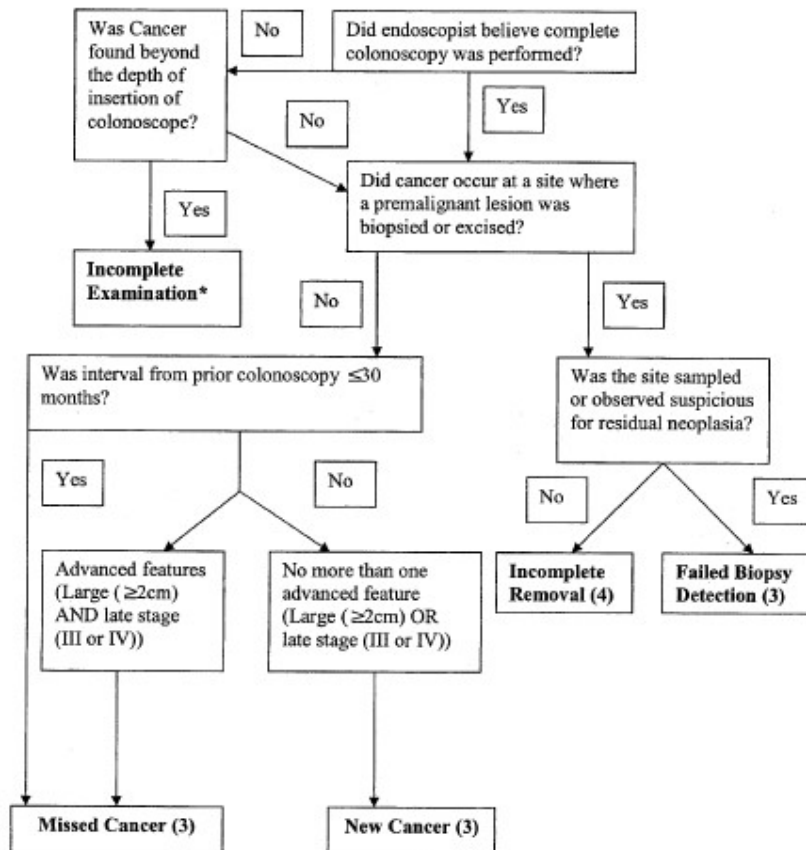 Was Cancer
found beyond
the depth of
insertion of
colonoscope?
No
Did endoscopist believe complete
colonoscopy was performed?
No
Yes
Yes
Did cancer occur at a site where
a premalignant lesion was
biopsied or excised?
Incomplete
Examination*
No
Yes
Was interval from prior colonoscopy ≤30
months?
Was the site sampled
or observed suspicious
for residual neoplasia?
Yes
No
No
Yes
Advanced features
(Large (≥2cm)
AND late stage
(III or IV))
No more than one
advanced feature
(Large (≥2cm) OR
late stage (III or IV))
Incomplete
Removal (4)
Failed Biopsy
Detection (3)
Missed Cancer (3)
New Cancer (3)